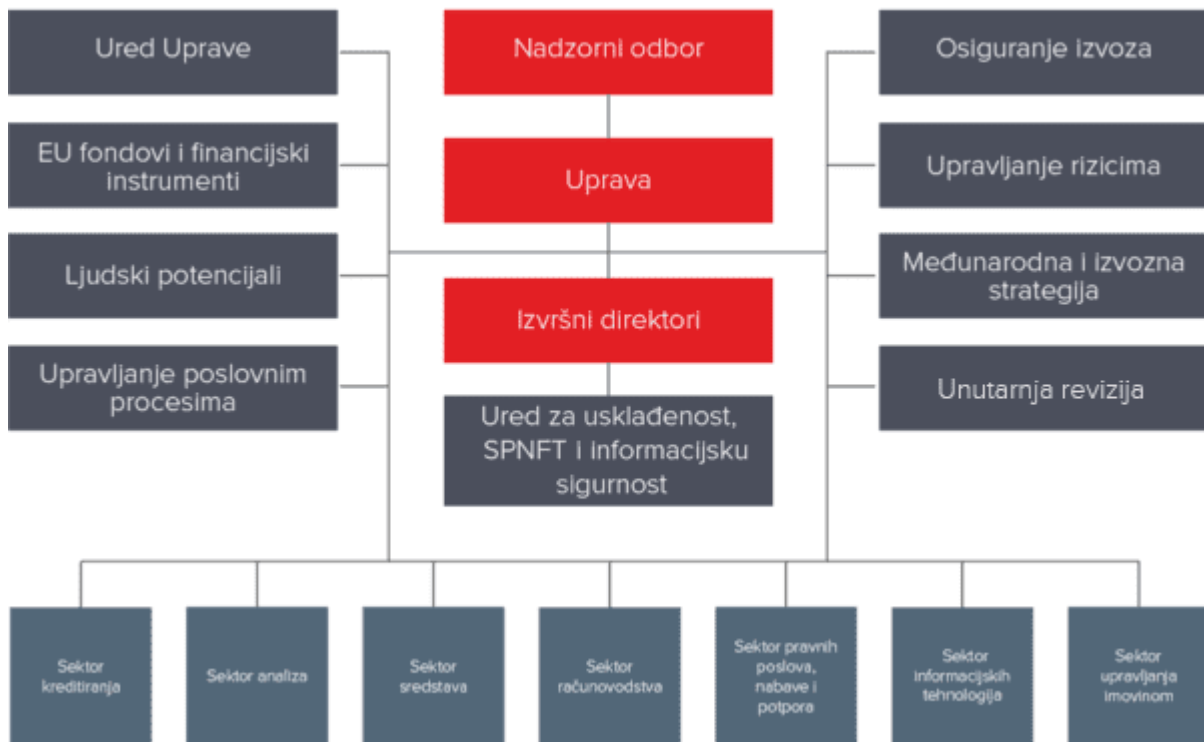 Ured Uprave
Nadzorni odbor
Osiguranje izvoza
EU fondovi i financijski
instrumenti
Uprava
Upravljanje rizicima
Ljudski potencijali
Izvršni direktori
Međunarodna i izvozna
strategija
Upravljanje poslovnim
procesima
Ured za usklađenost,
SPNFT i informacijsku
sigurnost
Unutarnja revizija
Sektor
kreditiranja
Sektor analiza
Sektor
sredstava
Sektor
računovodstva
Sektor pravnih
poslova,
nabave i
potpora
Sektor
informacijskih
tehnologija
Sektor
upravljanja
imovinom